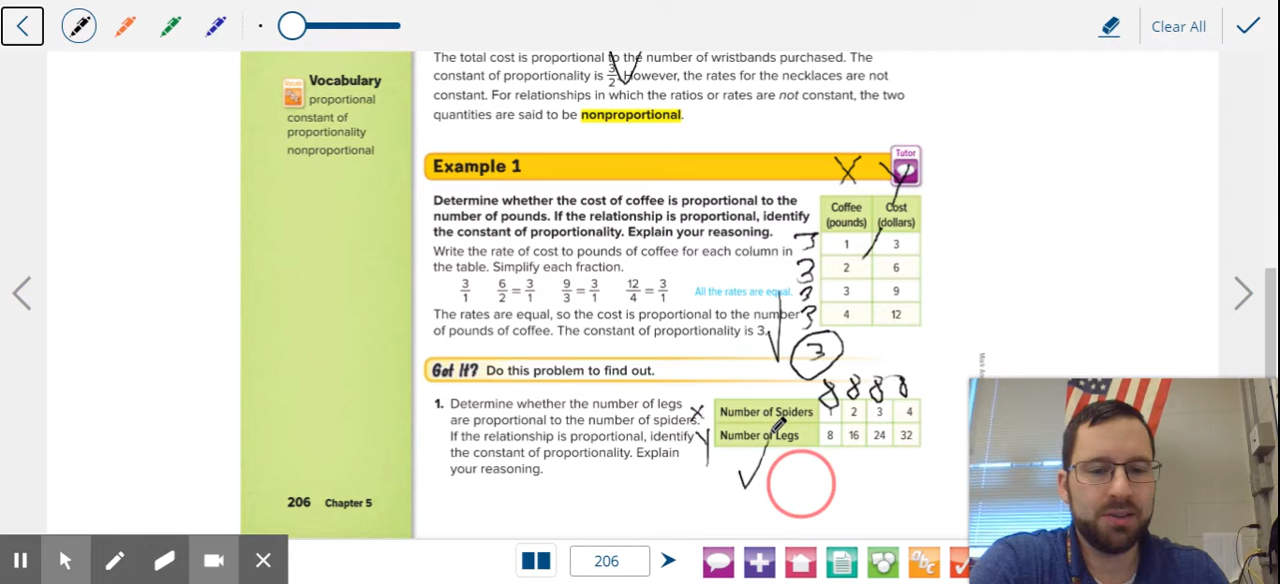 Clear All
The total cost is proportional to the number of wristbands purchased. The
constant of proportionality is 3/2. However, the rates for the necklaces are not
constant. For relationships in which the ratios or rates are not constant, the two
quantities are said to be nonproportional.
Vocabulary
Vocab
proportional
constant of
proportionality
nonproportional
Example 1
X Y
Tutor
Determine whether the cost of coffee is proportional to the
number of pounds. If the relationship is proportional, identify
the constant of proportionality. Explain your reasoning.
Write the rate of cost to pounds of coffee for each column in
the table. Simplify each fraction.
3/1 6/2 = 3/1 9/3 = 3/1 12/4 = 3/1 All the rates are equal.
The rates are equal, so the cost is proportional to the number
of pounds of coffee. The constant of proportionality is 3.
Coffee (pounds) Cost (dollars)
3 1 3
3 2 6
3 3 9
3 4 12
3
Got It? Do this problem to find out.
8 8 8 8
1. Determine whether the number of legs
are proportional to the number of spiders.
If the relationship is proportional, identify
the constant of proportionality. Explain
your reasoning.
X Number of Spiders 1 2 3 4
Y Number of Legs 8 16 24 32
206 Chapter 5
206
abc